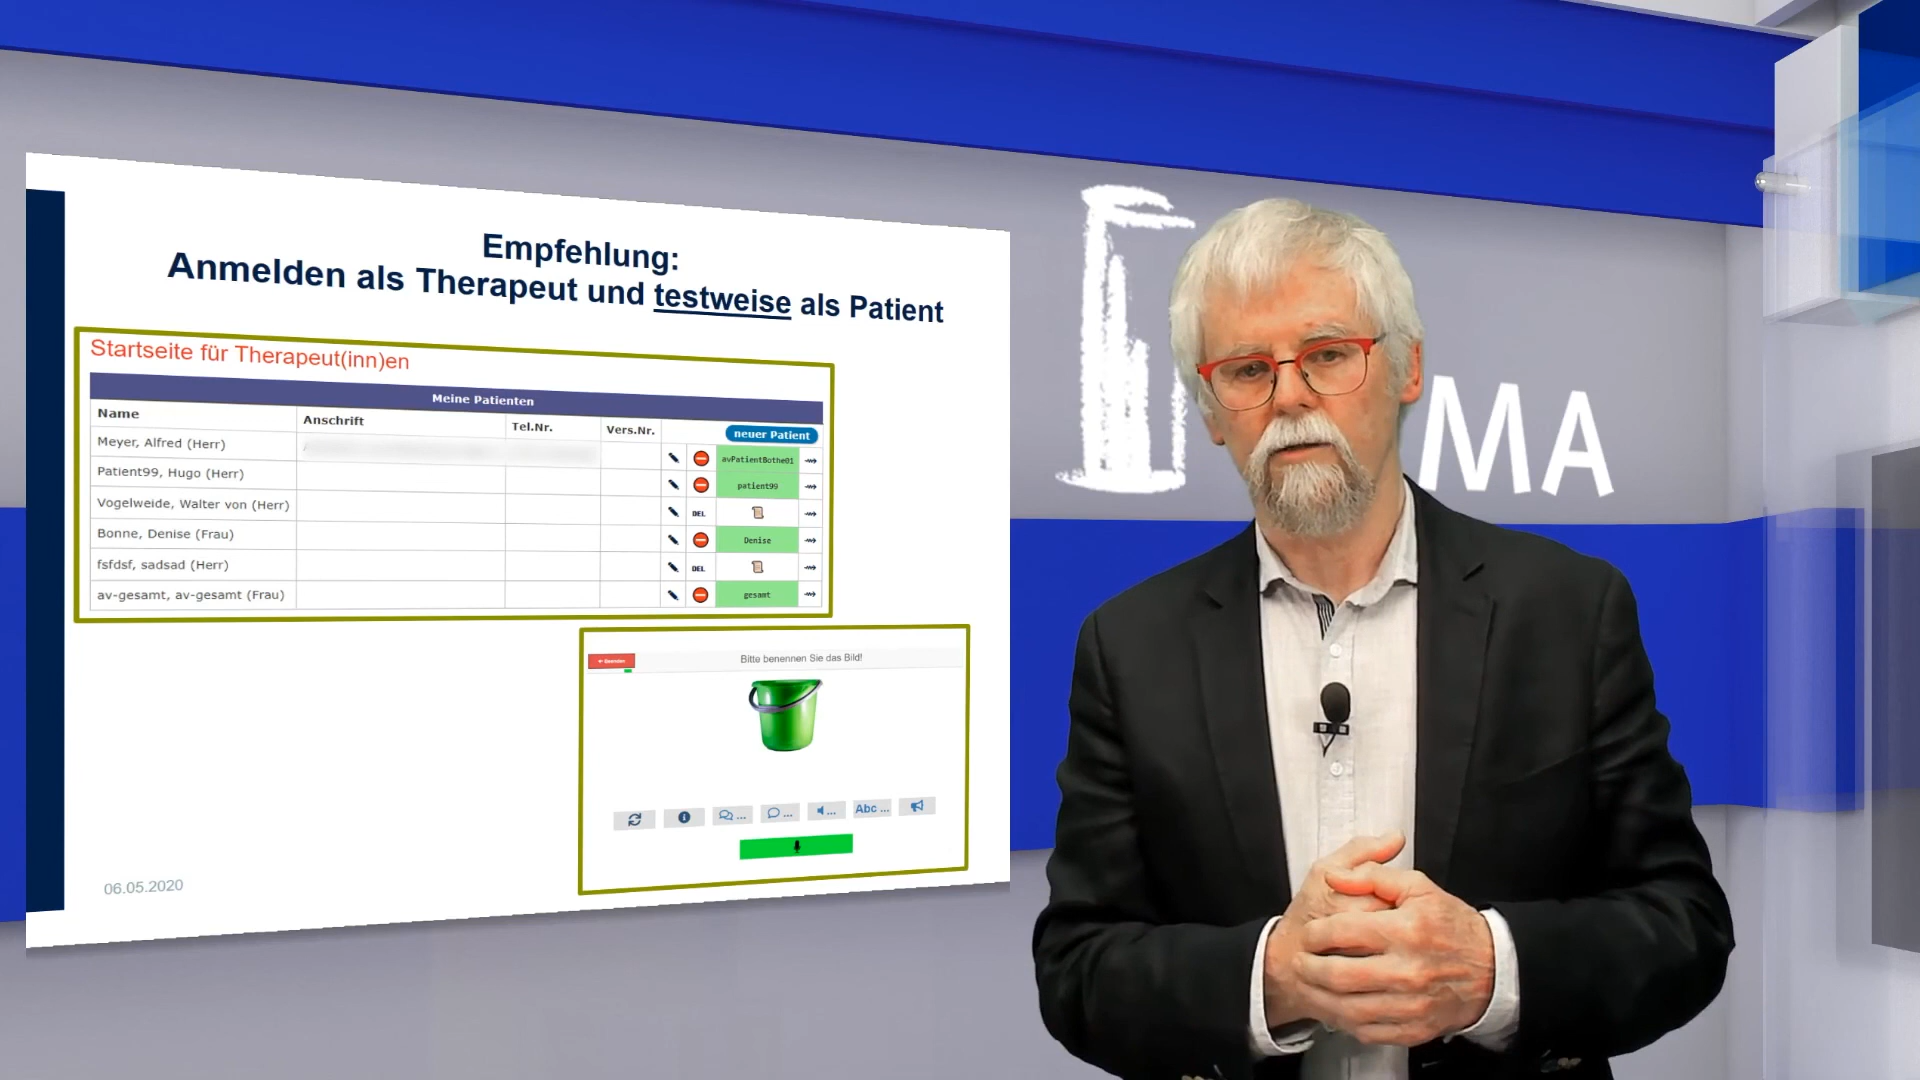 Empfehlung:
Anmelden als Therapeut und testweise als Patient
Startseite für Therapeut(inn)en
Meine Patienten
Name Anschrift Tel.Nr. Vers.Nr. neuer Patient
Meyer, Alfred (Herr) avPatientBothe01
Patient99, Hugo (Herr) patient99
Vogelweide, Walter von (Herr) DEL
Bonne, Denise (Frau) Denise
fsfdsf, sadsad (Herr) DEL
av-gesamt, av-gesamt (Frau) gesamt
Bitte benennen Sie das Bild!
... ... ... Abc ...
06.05.2020
MA